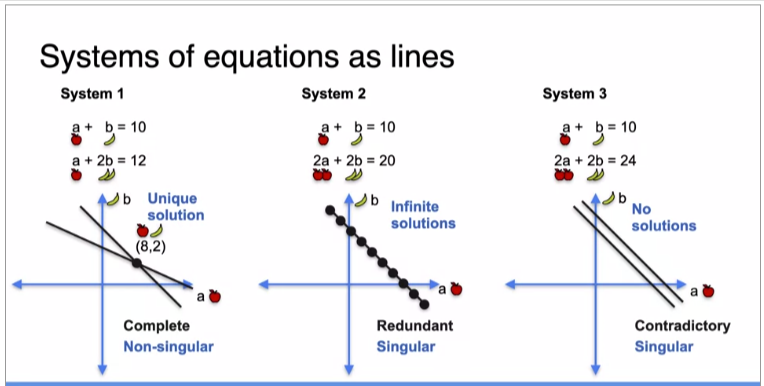 Systems of equations as lines
System 1
a + b = 10
a + 2b = 12
b
Unique
solution
(8,2)
a
Complete
Non-singular
System 2
a + b = 10
2a + 2b = 20
b
Infinite
solutions
a
Redundant
Singular
System 3
a + b = 10
2a + 2b = 24
b
No
solutions
a
Contradictory
Singular